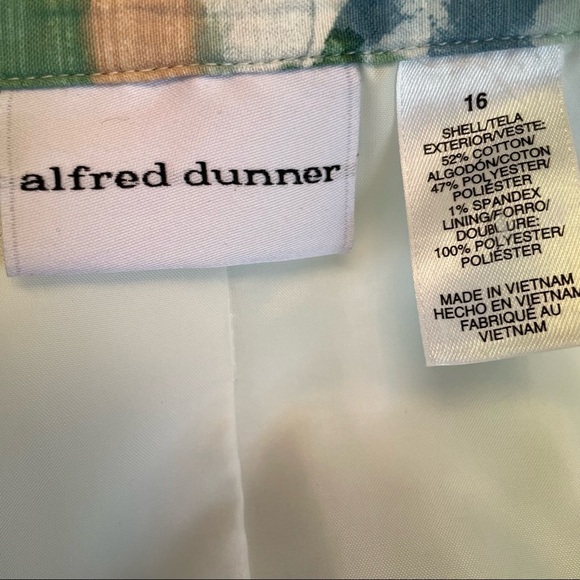 alfred dunner
16
SHELL/TELA
EXTERIOR/VESTE:
52% COTTON/
ALGODÓN/COTON
47% POLYESTER/
POLIÉSTER
1% SPANDEX
LINING/FORRO/
DOUBLURE:
100% POLYESTER/
POLIÉSTER
MADE IN VIETNAM
HECHO EN VIETNAM
FABRIQUÉ AU
VIETNAM